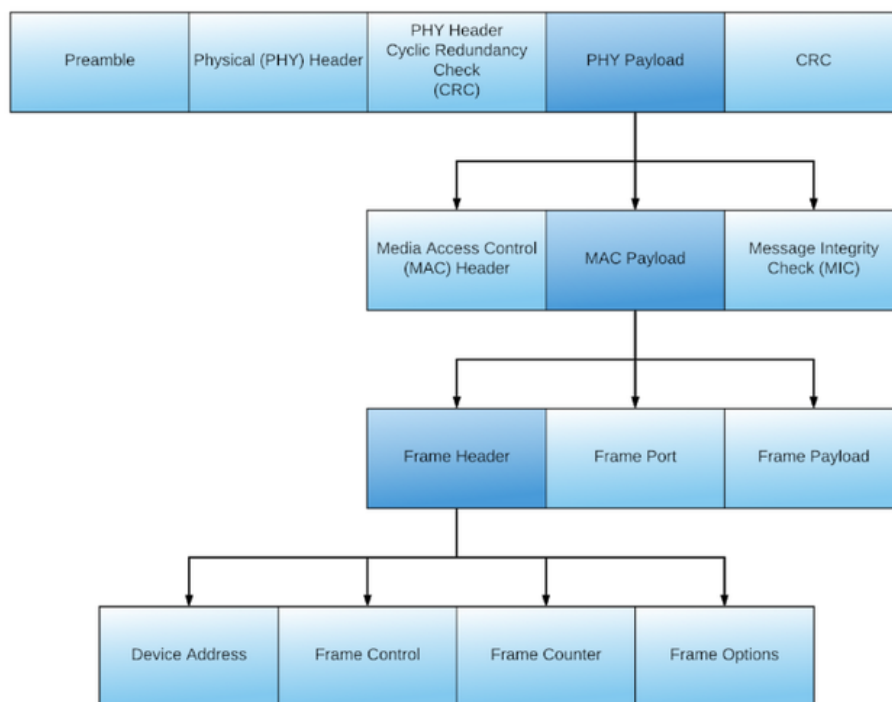 Preamble
Physical (PHY) Header
PHY Header
Cyclic Redundancy
Check
(CRC)
PHY Payload
CRC
Media Access Control
(MAC) Header
MAC Payload
Message Integrity
Check (MIC)
Frame Header
Frame Port
Frame Payload
Device Address
Frame Control
Frame Counter
Frame Options